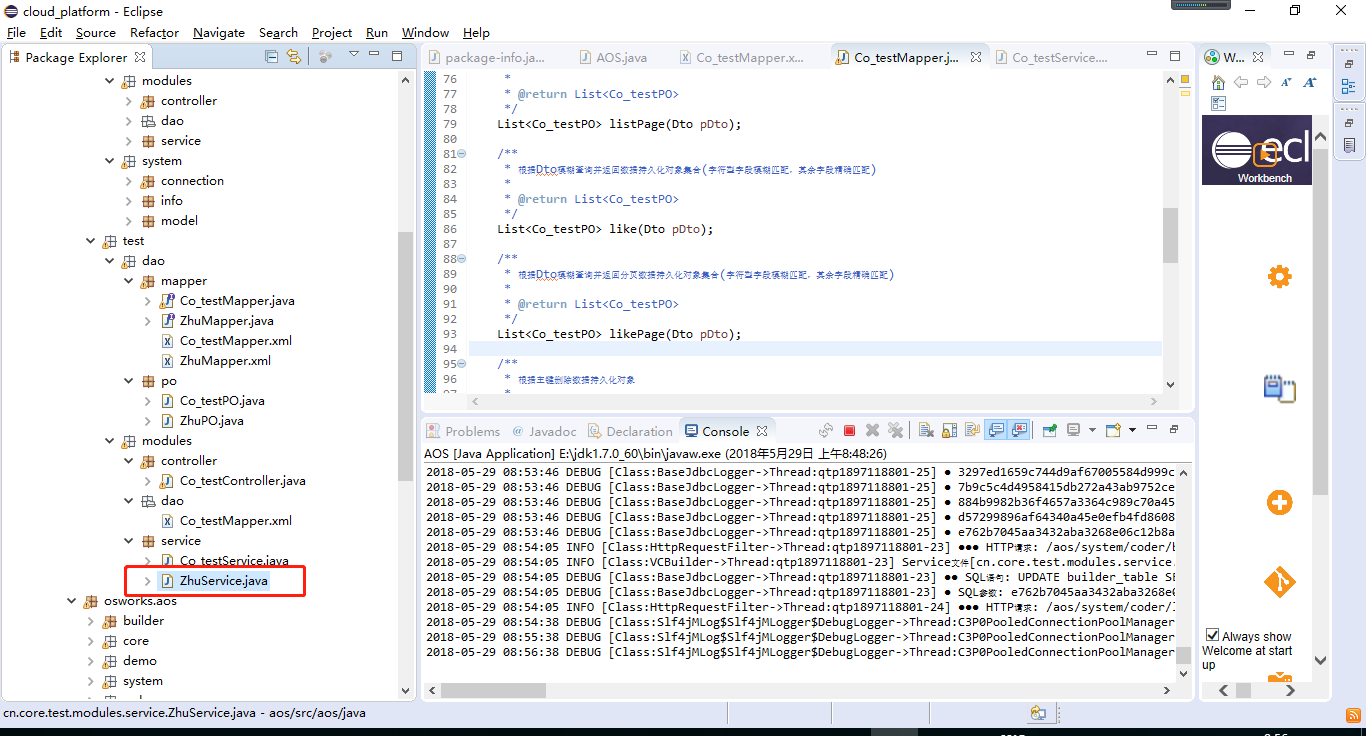 cloud_platform - Eclipse
File Edit Source Refactor Navigate Search Project Run Window Help
Package Explorer
modules
controller
dao
service
system
connection
info
model
test
dao
mapper
Co_testMapper.java
ZhuMapper.java
Co_testMapper.xml
ZhuMapper.xml
po
Co_testPO.java
ZhuPO.java
modules
controller
Co_testController.java
dao
Co_testMapper.xml
service
Co_testService.java
ZhuService.java
osworks.aos
builder
core
demo
system
package-info.ja... AOS.java Co_testMapper.x... Co_testMapper.j... Co_testService....
76 *
77 * @return List<Co_testPO>
78 */
79 List<Co_testPO> listPage(Dto pDto);
80
81 /**
82 * 根据Dto模糊查询并返回数据持久化对象集合(字符型字段模糊匹配，其余字段精确匹配)
83 *
84 * @return List<Co_testPO>
85 */
86 List<Co_testPO> like(Dto pDto);
87
88 /**
89 * 根据Dto模糊查询并返回分页数据持久化对象集合(字符型字段模糊匹配，其余字段精确匹配)
90 *
91 * @return List<Co_testPO>
92 */
93 List<Co_testPO> likePage(Dto pDto);
94
95 /**
96 * 根据主键删除数据持久化对象
97 *
Problems Javadoc Declaration Console
AOS [Java Application] E:\jdk1.7.0_60\bin\javaw.exe (2018年5月29日 上午8:48:26)
2018-05-29 08:53:46 DEBUG [Class:BaseJdbcLogger->Thread:qtp1897118801-25] ● 3297ed1659c744d9af67005584d999c
2018-05-29 08:53:46 DEBUG [Class:BaseJdbcLogger->Thread:qtp1897118801-25] ● 7b9c5c4d4958415db272a43ab9752ce
2018-05-29 08:53:46 DEBUG [Class:BaseJdbcLogger->Thread:qtp1897118801-25] ● 884b9982b36f4657a3364c989c70a45
2018-05-29 08:53:46 DEBUG [Class:BaseJdbcLogger->Thread:qtp1897118801-25] ● d57299896af64340a45e0efb4fd8608
2018-05-29 08:53:46 DEBUG [Class:BaseJdbcLogger->Thread:qtp1897118801-25] ● e762b7045aa3432aba3268e06c12b8a
2018-05-29 08:54:05 INFO [Class:HttpRequestFilter->Thread:qtp1897118801-23] ●●● HTTP请求: /aos/system/coder/b
2018-05-29 08:54:05 INFO [Class:VCBuilder->Thread:qtp1897118801-23] Service文件[cn.core.test.modules.service.
2018-05-29 08:54:05 DEBUG [Class:BaseJdbcLogger->Thread:qtp1897118801-23] ●● SQL语句: UPDATE builder_table SE
2018-05-29 08:54:05 DEBUG [Class:BaseJdbcLogger->Thread:qtp1897118801-23] ● SQL参数: e762b7045aa3432aba3268e
2018-05-29 08:54:05 INFO [Class:HttpRequestFilter->Thread:qtp1897118801-24] ●●● HTTP请求: /aos/system/coder/
2018-05-29 08:54:38 DEBUG [Class:Slf4jMLog$Slf4jMLogger$DebugLogger->Thread:C3P0PooledConnectionPoolManager
2018-05-29 08:55:38 DEBUG [Class:Slf4jMLog$Slf4jMLogger$DebugLogger->Thread:C3P0PooledConnectionPoolManager
2018-05-29 08:56:38 DEBUG [Class:Slf4jMLog$Slf4jMLogger$DebugLogger->Thread:C3P0PooledConnectionPoolManager
W...
ecl
Workbench
Always show
Welcome at start
up
cn.core.test.modules.service.ZhuService.java - aos/src/aos/java